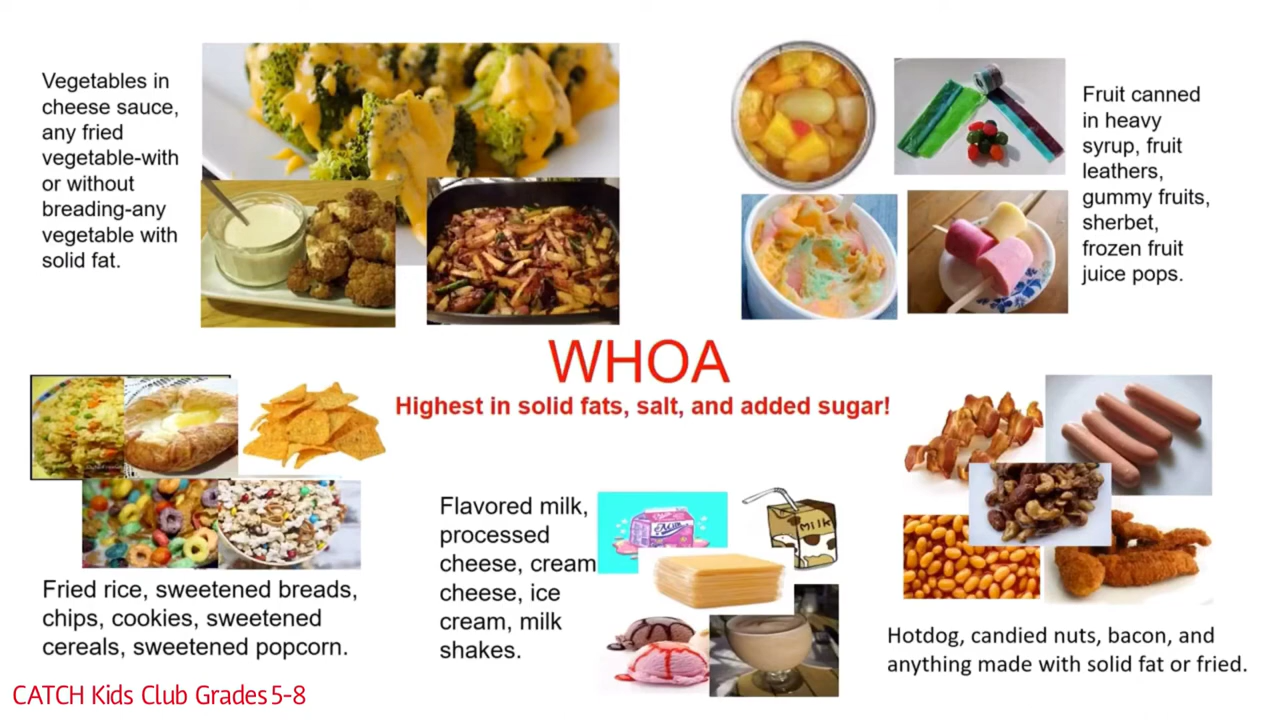 Vegetables in
cheese sauce,
any fried
vegetable-with
or without
breading-any
vegetable with
solid fat.
Fruit canned
in heavy
syrup, fruit
leathers,
gummy fruits,
sherbet,
frozen fruit
juice pops.
WHOA
Highest in solid fats, salt, and added sugar!
Fried rice, sweetened breads,
chips, cookies, sweetened
cereals, sweetened popcorn.
Flavored milk,
processed
cheese, cream
cheese, ice
cream, milk
shakes.
MILK
Hotdog, candied nuts, bacon, and
anything made with solid fat or fried.
CATCH Kids Club Grades 5-8